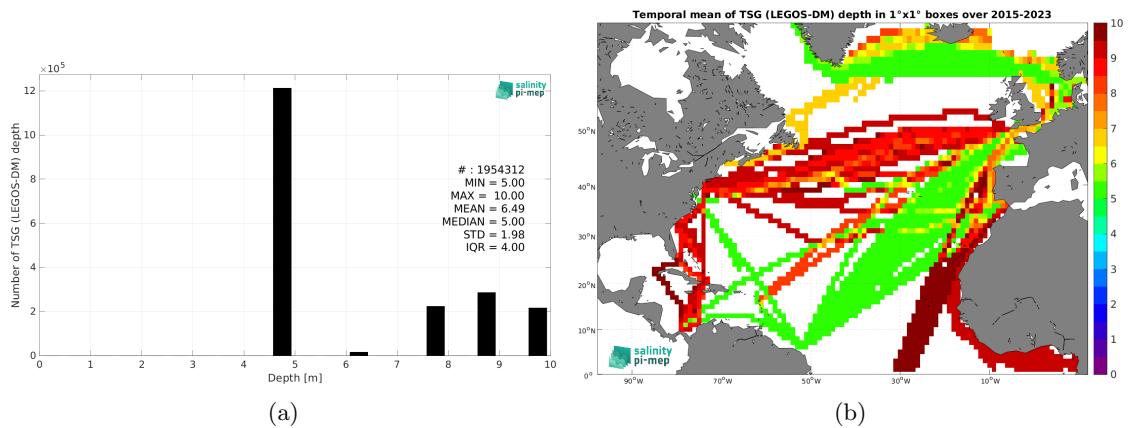 ×10⁵
12
10
8
6
4
2
0
Number of TSG (LEGOS-DM) depth
salinity
pi-mep
# : 1954312
MIN = 5.00
MAX = 10.00
MEAN = 6.49
MEDIAN = 5.00
STD = 1.98
IQR = 4.00
0 1 2 3 4 5 6 7 8 9 10
Depth [m]
(a)
Temporal mean of TSG (LEGOS-DM) depth in 1°x1° boxes over 2015-2023
50°N
40°N
30°N
20°N
10°N
0°
90°W 70°W 50°W 30°W 10°W
salinity
pi-mep
10
9
8
7
6
5
4
3
2
1
0
(b)